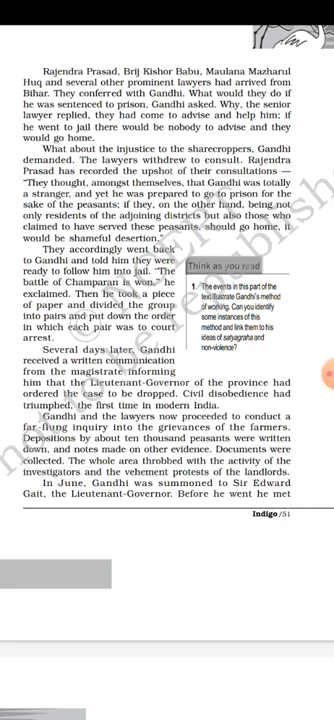 Rajendra Prasad, Brij Kishor Babu, Maulana Mazharul
Huq and several other prominent lawyers had arrived from
Bihar. They conferred with Gandhi. What would they do if
he was sentenced to prison, Gandhi asked. Why, the senior
lawyer replied, they had come to advise and help him; if
he went to jail there would be nobody to advise and they
would go home.
What about the injustice to the sharecroppers, Gandhi
demanded. The lawyers withdrew to consult. Rajendra
Prasad has recorded the upshot of their consultations —
“They thought, amongst themselves, that Gandhi was totally
a stranger, and yet he was prepared to go to prison for the
sake of the peasants; if they, on the other hand, being not
only residents of the adjoining districts but also those who
claimed to have served these peasants, should go home, it
would be shameful desertion.”
They accordingly went back
to Gandhi and told him they were
ready to follow him into jail. “The
battle of Champaran is won,” he
exclaimed. Then he took a piece
of paper and divided the group
into pairs and put down the order
in which each pair was to court
arrest.
Think as you read
1. The events in this part of the
text illustrate Gandhi's method
of working. Can you identify
some instances of this
method and link them to his
ideas of satyagraha and
non-violence?
Several days later, Gandhi
received a written communication
from the magistrate informing
him that the Lieutenant-Governor of the province had
ordered the case to be dropped. Civil disobedience had
triumphed, the first time in modern India.
Gandhi and the lawyers now proceeded to conduct a
far-flung inquiry into the grievances of the farmers.
Depositions by about ten thousand peasants were written
down, and notes made on other evidence. Documents were
collected. The whole area throbbed with the activity of the
investigators and the vehement protests of the landlords.
In June, Gandhi was summoned to Sir Edward
Gait, the Lieutenant-Governor. Before he went he met
Indigo/51